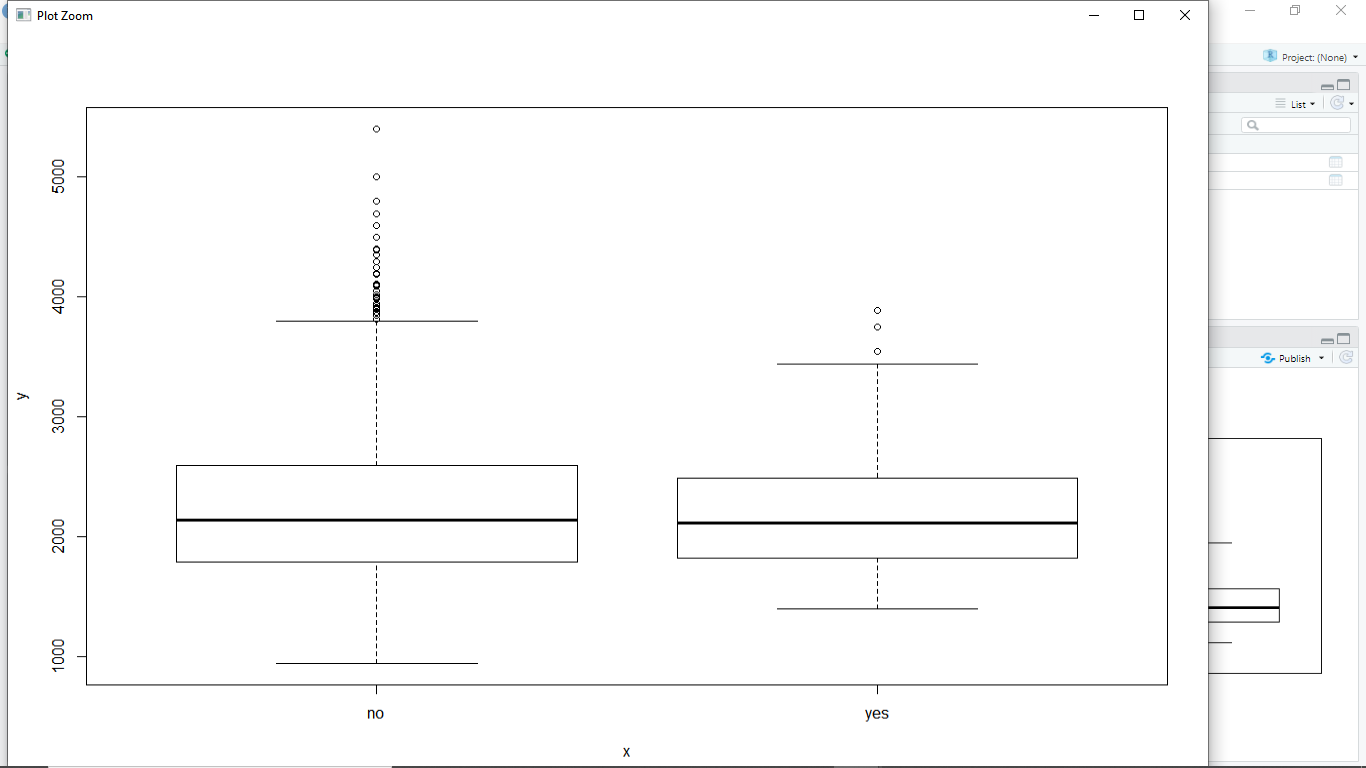 Plot Zoom
Project: (None)
List
Publish
5000
4000
3000
2000
1000
y
no
yes
x